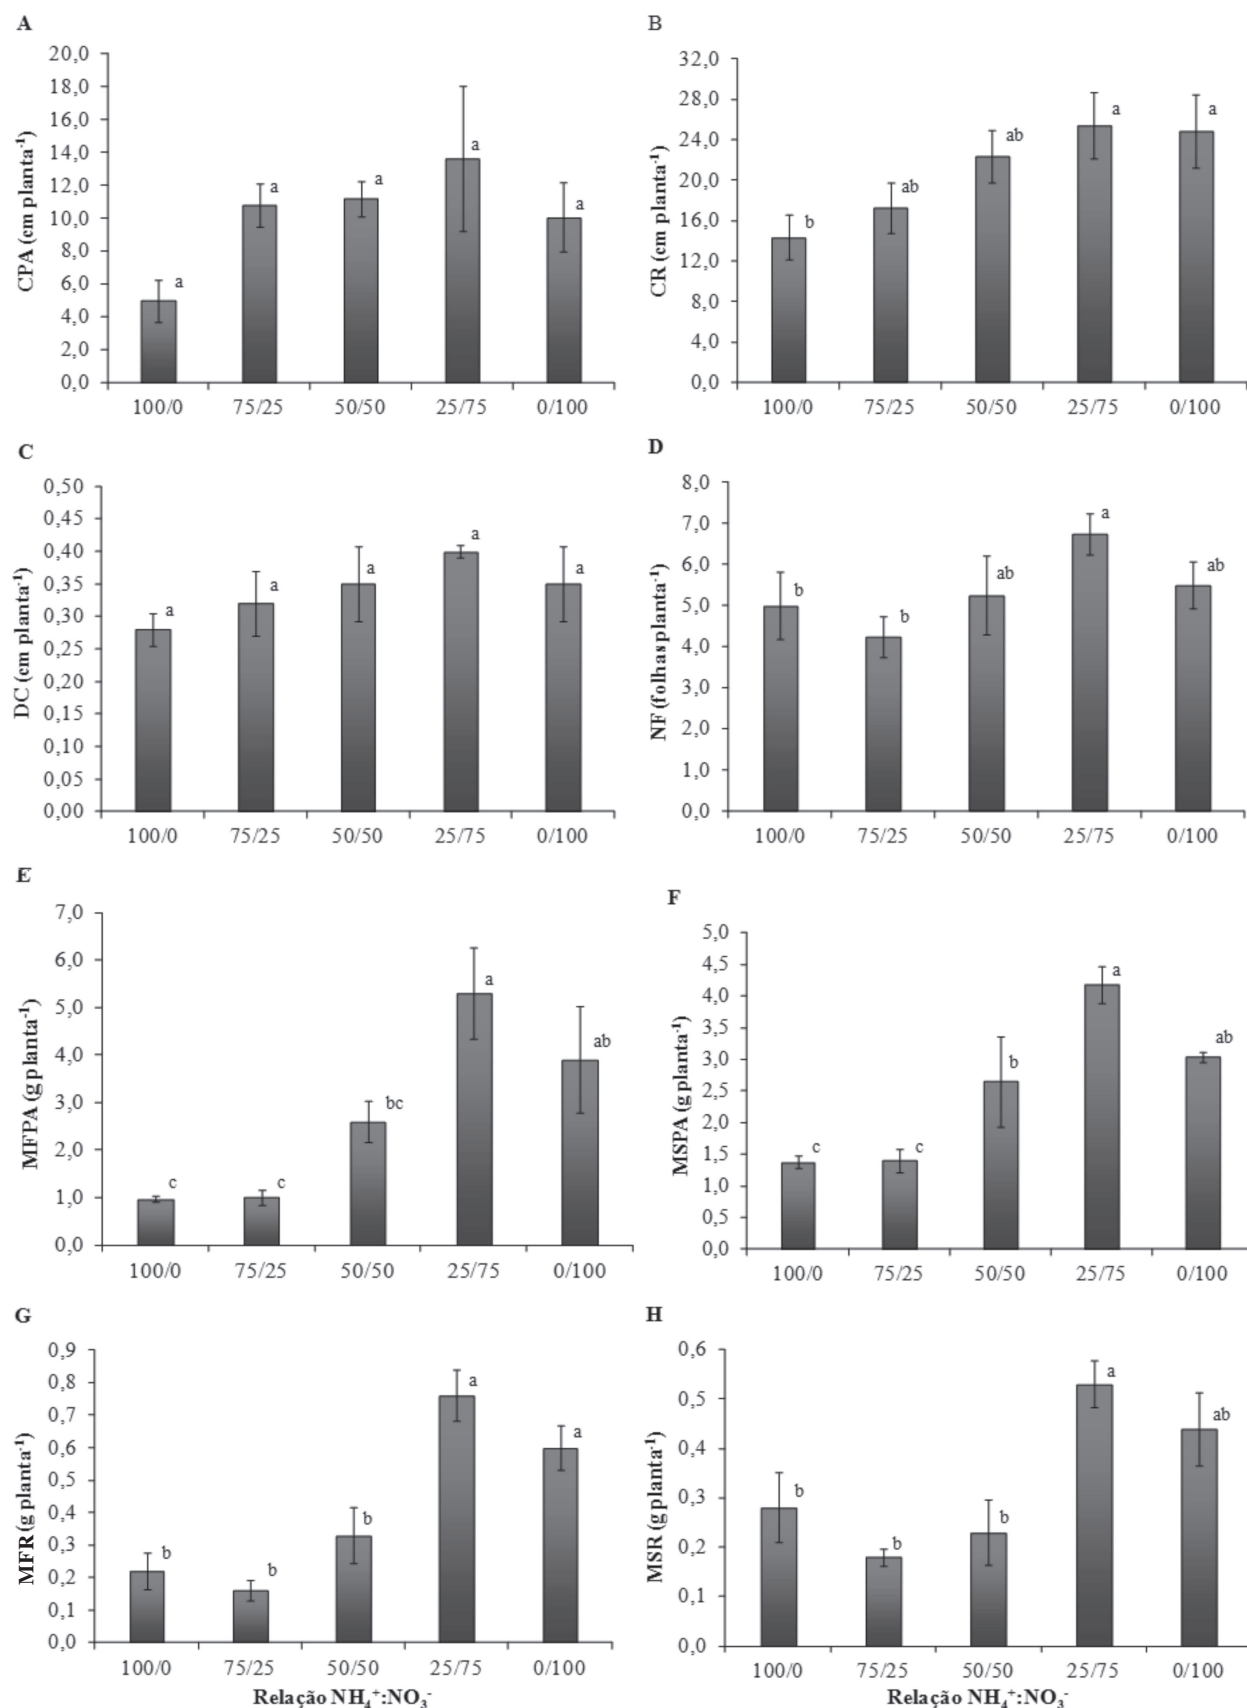 A
CPA (cm planta⁻¹)
20,0
18,0
16,0
14,0
12,0
10,0
8,0
6,0
4,0
2,0
0,0
a
a
a
a
a
100/0 75/25 50/50 25/75 0/100
B
CR (cm planta⁻¹)
32,0
28,0
24,0
20,0
16,0
12,0
8,0
4,0
0,0
b
ab
ab
a
a
100/0 75/25 50/50 25/75 0/100
C
DC (cm planta⁻¹)
0,50
0,45
0,40
0,35
0,30
0,25
0,20
0,15
0,10
0,05
0,00
a
a
a
a
a
100/0 75/25 50/50 25/75 0/100
D
NF (folhas planta⁻¹)
8,0
7,0
6,0
5,0
4,0
3,0
2,0
1,0
0,0
b
b
ab
a
ab
100/0 75/25 50/50 25/75 0/100
E
MFPA (g planta⁻¹)
7,0
6,0
5,0
4,0
3,0
2,0
1,0
0,0
c
c
bc
a
ab
100/0 75/25 50/50 25/75 0/100
F
MSPA (g planta⁻¹)
5,0
4,5
4,0
3,5
3,0
2,5
2,0
1,5
1,0
0,5
0,0
c
c
b
a
ab
100/0 75/25 50/50 25/75 0/100
G
MFR (g planta⁻¹)
0,9
0,8
0,7
0,6
0,5
0,4
0,3
0,2
0,1
0,0
b
b
b
a
a
100/0 75/25 50/50 25/75 0/100
Relação NH₄⁺:NO₃⁻
H
MSR (g planta⁻¹)
0,6
0,5
0,4
0,3
0,2
0,1
0,0
b
b
b
a
ab
100/0 75/25 50/50 25/75 0/100
Relação NH₄⁺:NO₃⁻